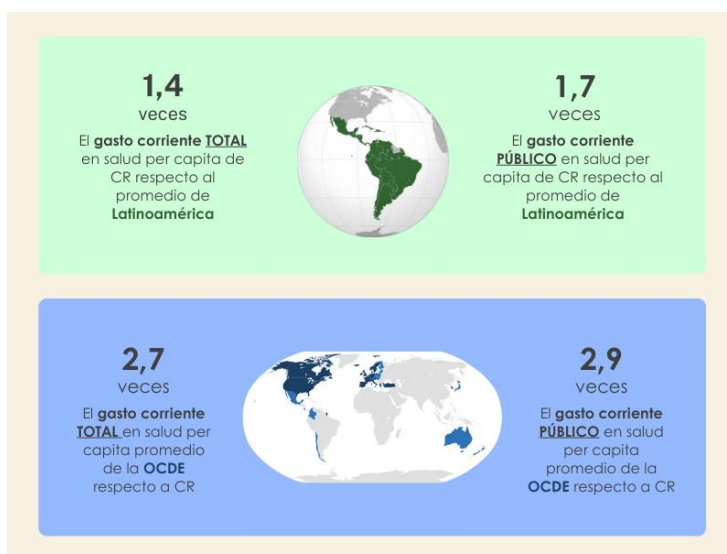 1,4
veces
El gasto corriente TOTAL
en salud per capita de
CR respecto al
promedio de
Latinoamérica
1,7
veces
El gasto corriente
PÚBLICO en salud per
capita de CR respecto al
promedio de
Latinoamérica
2,7
veces
El gasto corriente
TOTAL en salud per
capita promedio
de la OCDE
respecto a CR
2,9
veces
El gasto corriente
PÚBLICO en salud
per capita
promedio de la
OCDE respecto a CR